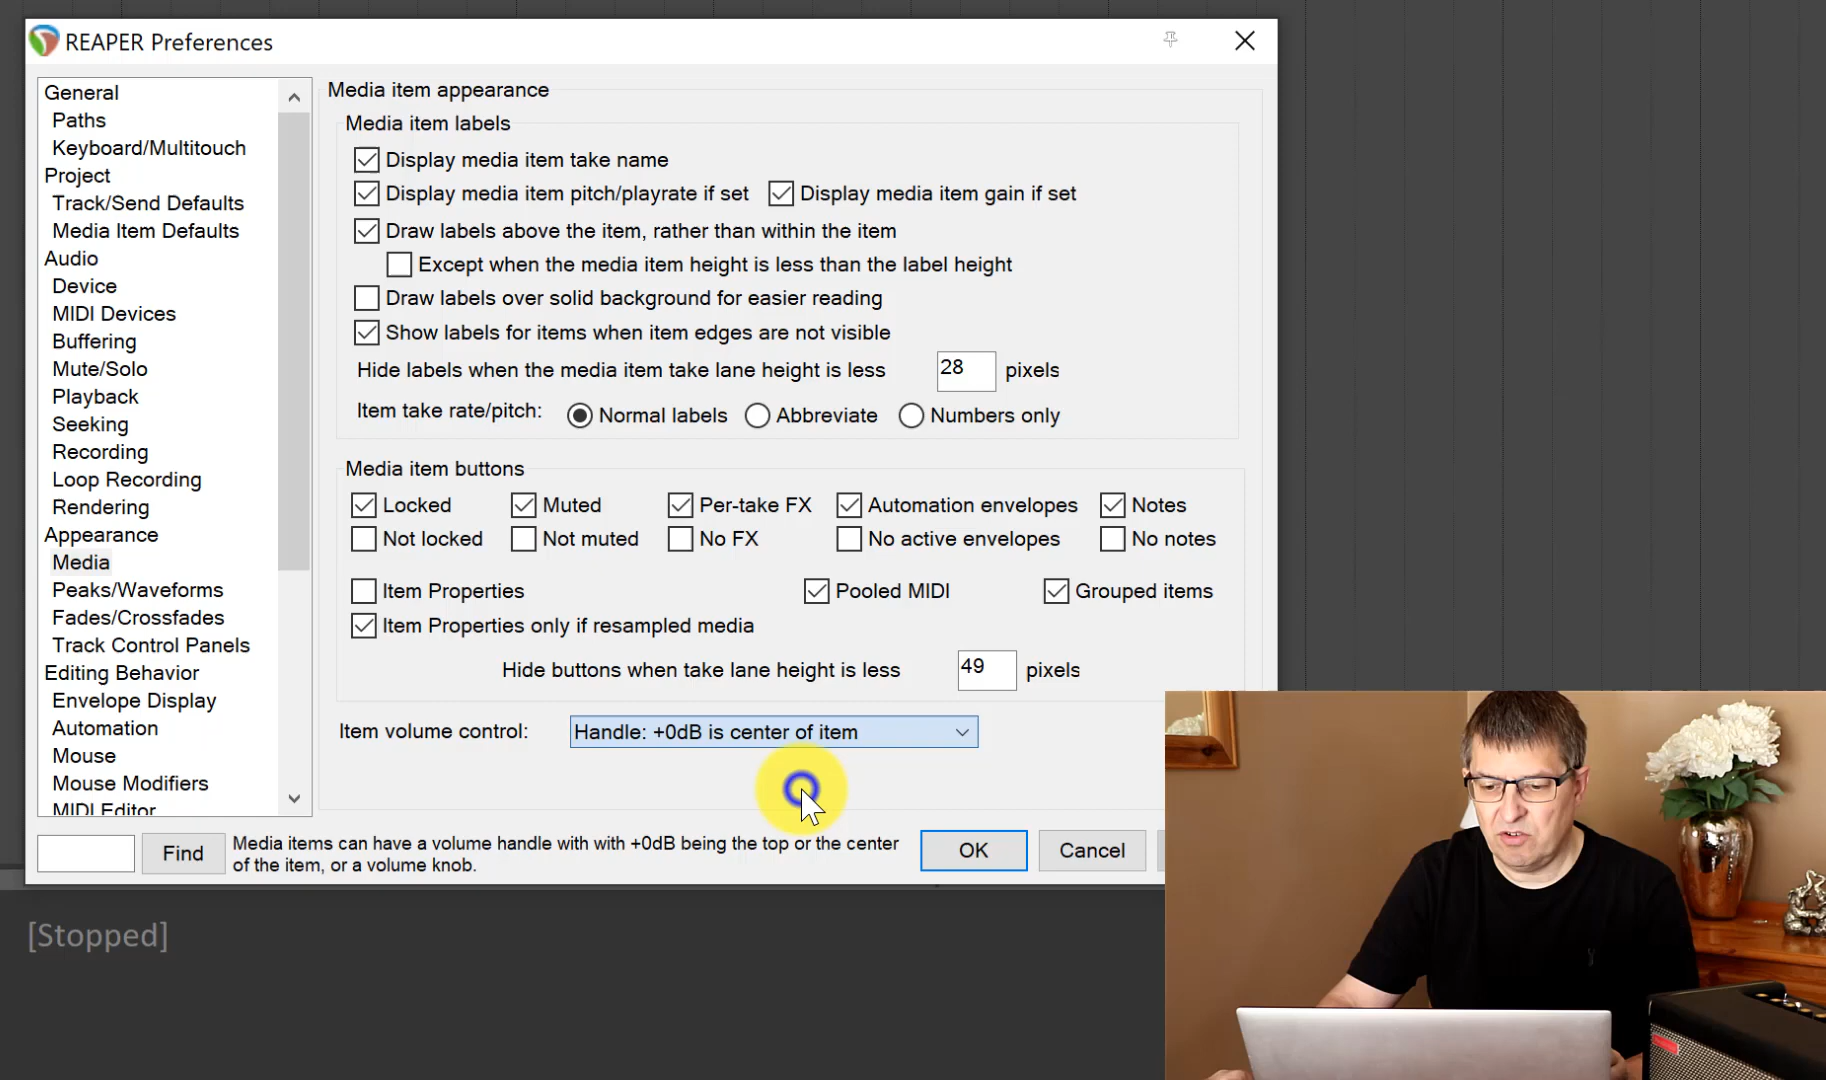 REAPER Preferences
General
Paths
Keyboard/Multitouch
Project
Track/Send Defaults
Media Item Defaults
Audio
Device
MIDI Devices
Buffering
Mute/Solo
Playback
Seeking
Recording
Loop Recording
Rendering
Appearance
Media
Peaks/Waveforms
Fades/Crossfades
Track Control Panels
Editing Behavior
Envelope Display
Automation
Mouse
Mouse Modifiers
MIDI Editor
Media item appearance
Media item labels
Display media item take name
Display media item pitch/playrate if set Display media item gain if set
Draw labels above the item, rather than within the item
Except when the media item height is less than the label height
Draw labels over solid background for easier reading
Show labels for items when item edges are not visible
Hide labels when the media item take lane height is less 28 pixels
Item take rate/pitch: Normal labels Abbreviate Numbers only
Media item buttons
Locked Muted Per-take FX Automation envelopes Notes
Not locked Not muted No FX No active envelopes No notes
Item Properties Pooled MIDI Grouped items
Item Properties only if resampled media
Hide buttons when take lane height is less 49 pixels
Item volume control: Handle: +0dB is center of item
Find Media items can have a volume handle with with +0dB being the top or the center
of the item, or a volume knob.
OK Cancel
[Stopped]